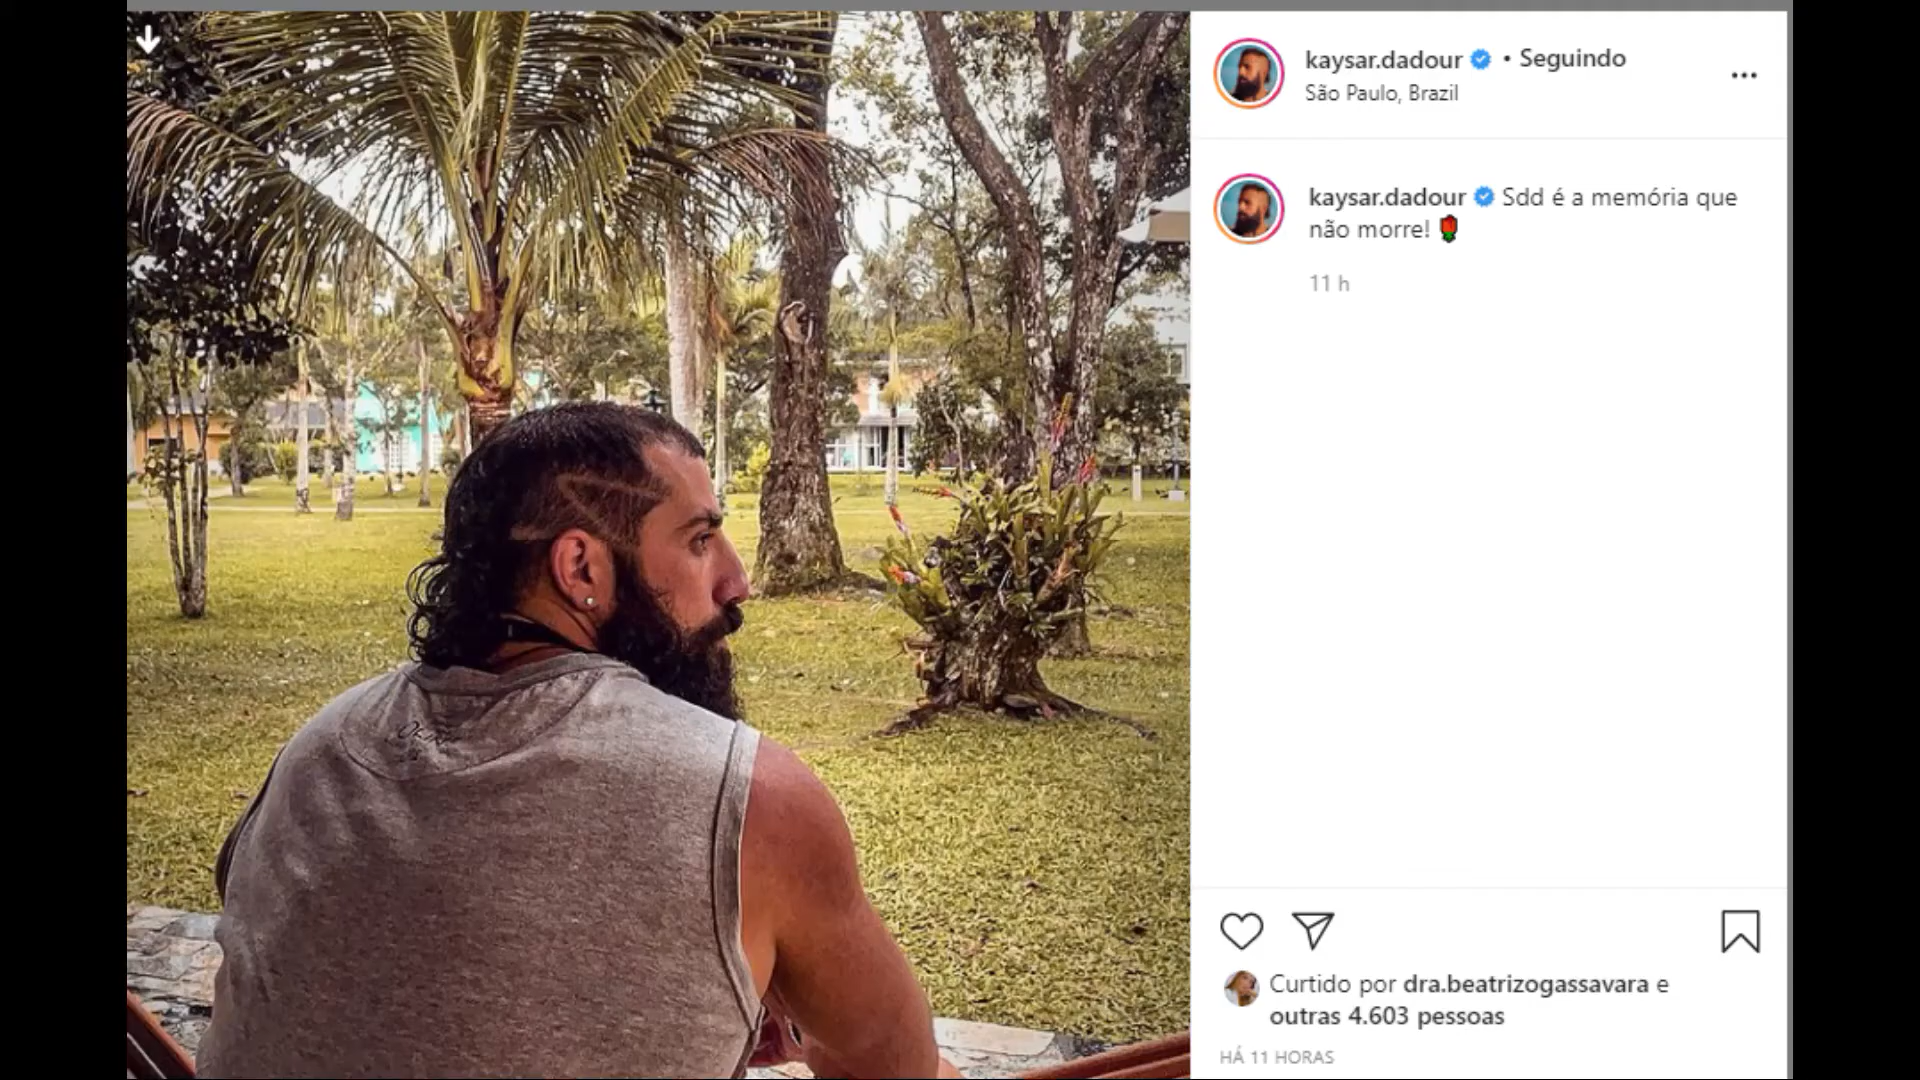 kaysar.dadour • Seguindo
São Paulo, Brazil
kaysar.dadour Sdd é a memória que
não morre! 🌹
11 h
Curtido por dra.beatrizogassavara e
outras 4.603 pessoas
HÁ 11 HORAS